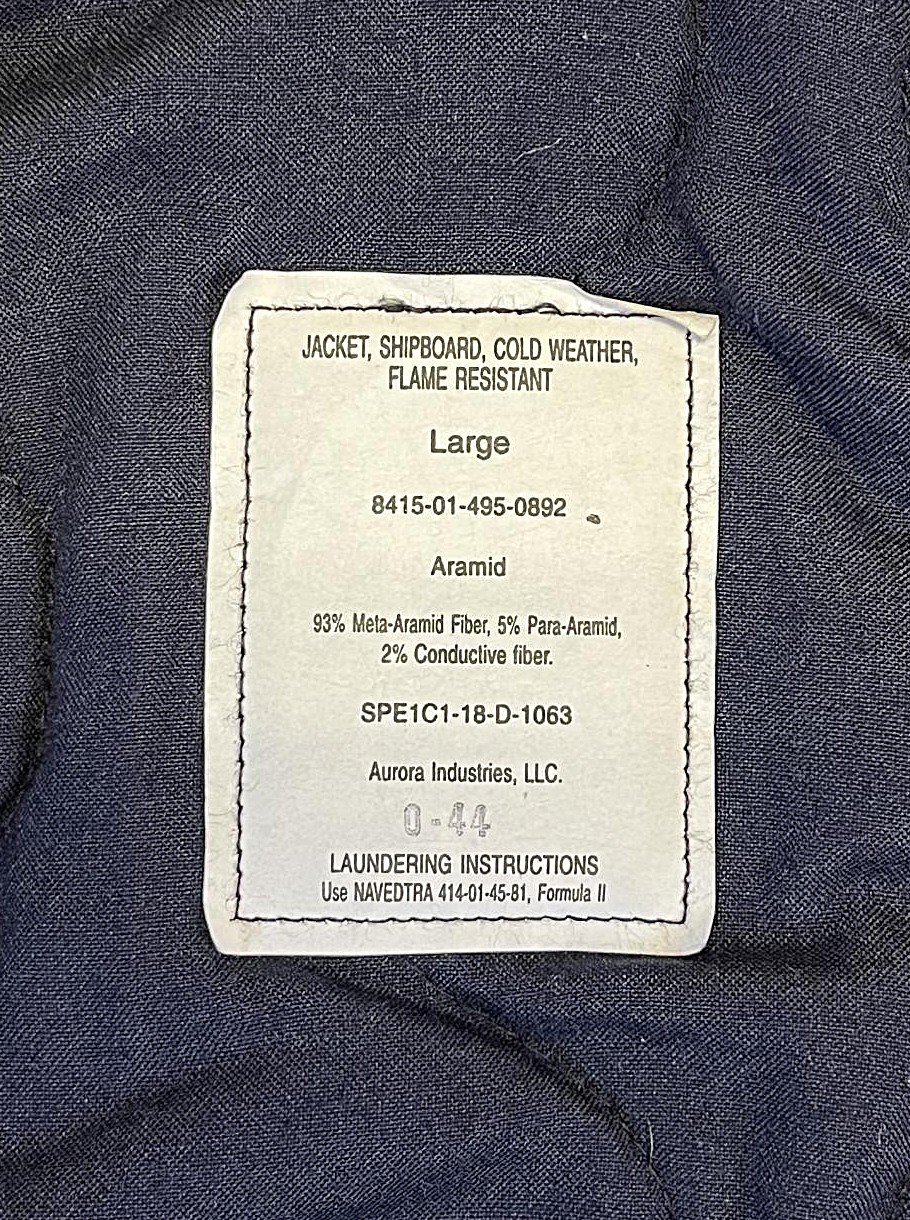 JACKET, SHIPBOARD, COLD WEATHER,
FLAME RESISTANT
Large
8415-01-495-0892
Aramid
93% Meta-Aramid Fiber, 5% Para-Aramid,
2% Conductive fiber.
SPE1C1-18-D-1063
Aurora Industries, LLC.
0-44
LAUNDERING INSTRUCTIONS
Use NAVEDTRA 414-01-45-81, Formula II